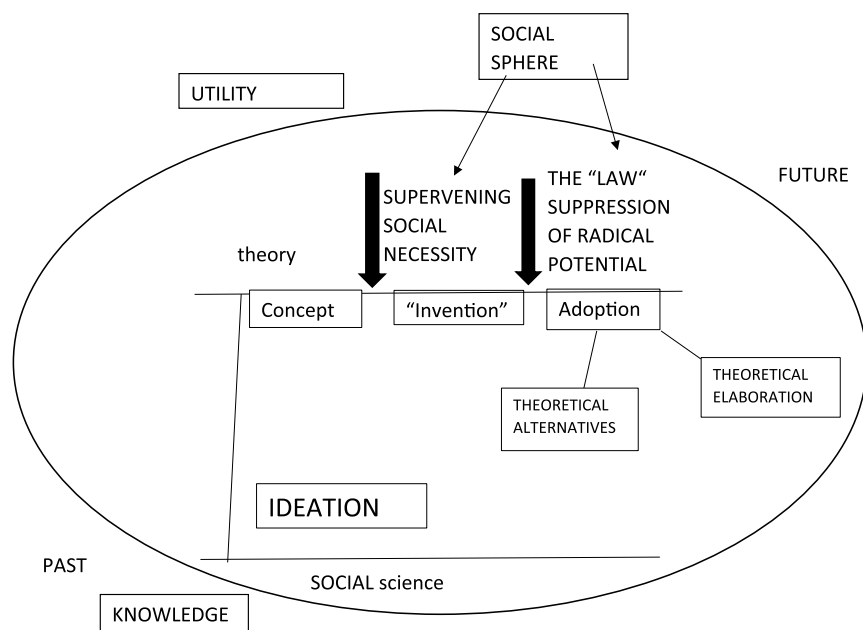 SOCIAL
SPHERE
UTILITY
FUTURE
SUPERVENING
SOCIAL
NECESSITY
THE “LAW“
SUPPRESSION
OF RADICAL
POTENTIAL
theory
Concept
“Invention”
Adoption
THEORETICAL
ALTERNATIVES
THEORETICAL
ELABORATION
IDEATION
PAST
SOCIAL science
KNOWLEDGE